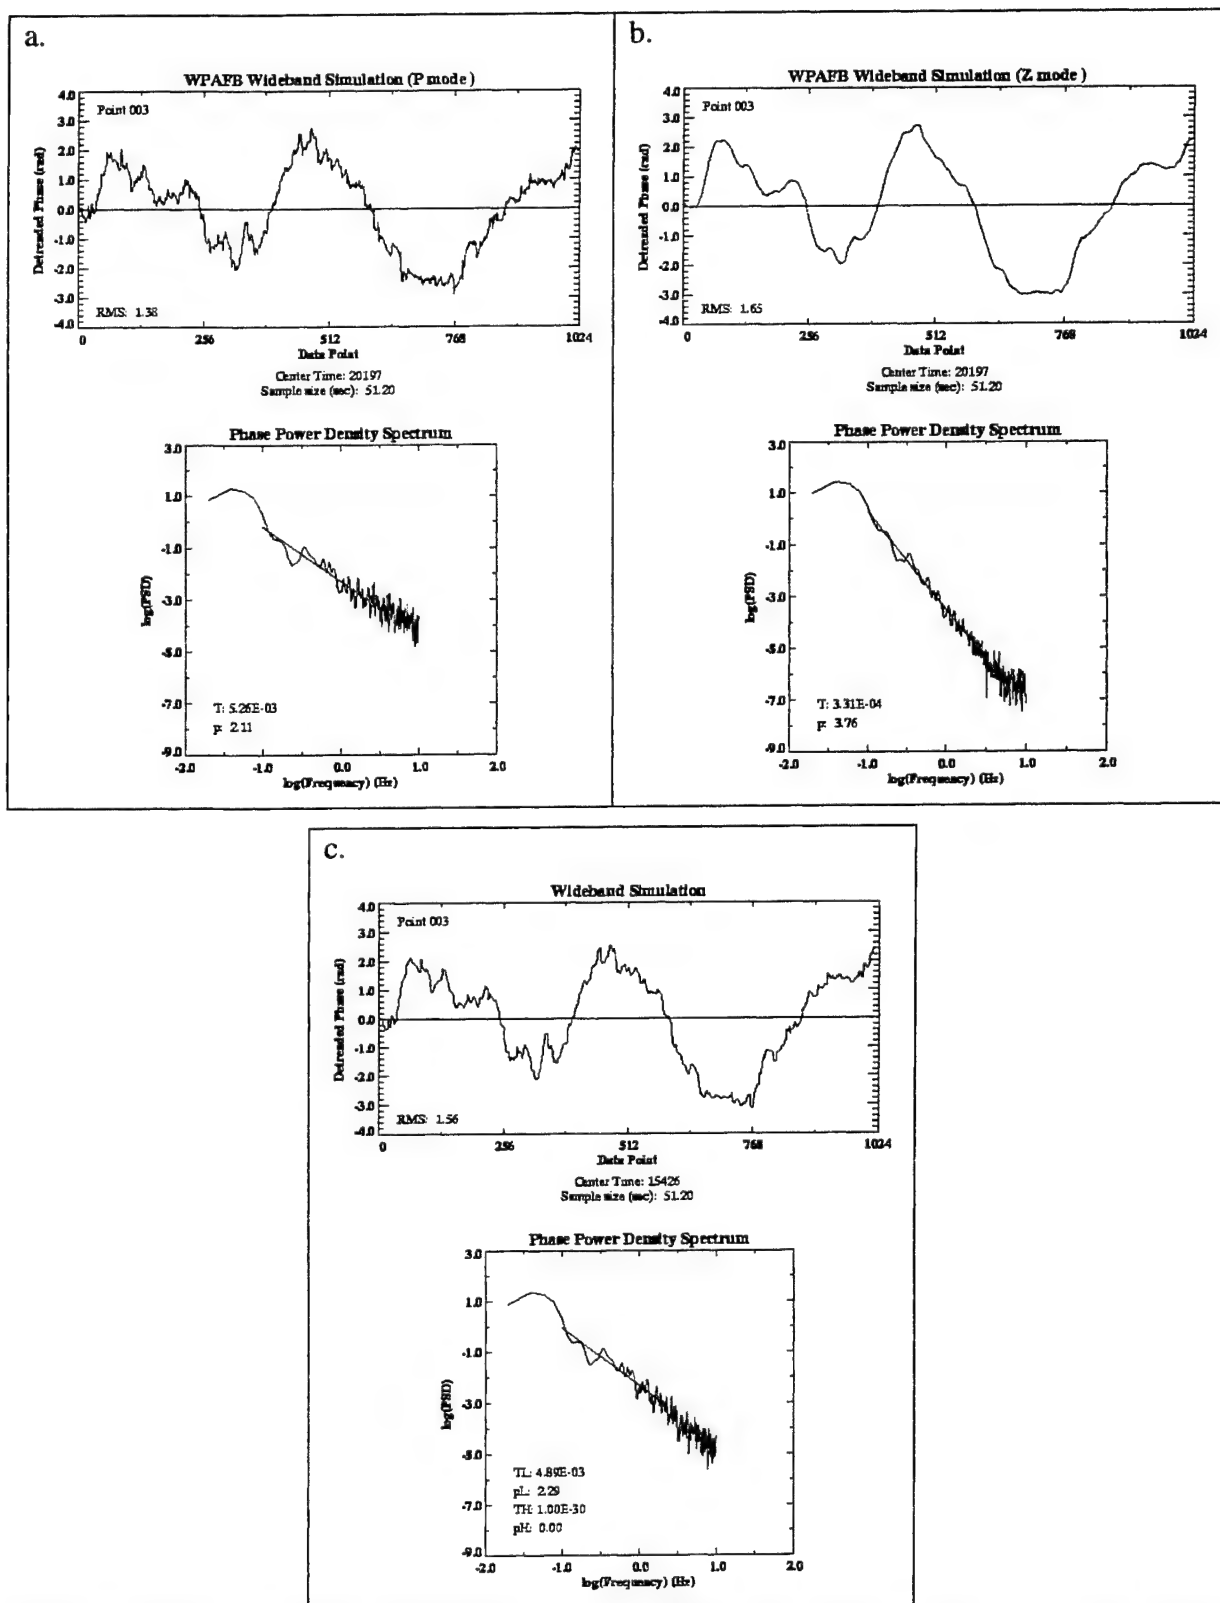 a.
WPAFB Wideband Simulation (P mode)
4.0
3.0
2.0
1.0
0.0
-1.0
-2.0
-3.0
-4.0
Detrended Phase (rad)
Point 003
RMS: 1.38
0 256 512 768 1024
Data Point
Center Time: 20197
Sample size (sec): 51.20
Phase Power Density Spectrum
3.0
1.0
-1.0
-3.0
-5.0
-7.0
-9.0
log(PSD)
T: 5.26E-03
p: 2.11
-2.0 -1.0 0.0 1.0 2.0
log(Frequency) (Hz)
b.
WPAFB Wideband Simulation (Z mode)
4.0
3.0
2.0
1.0
0.0
-1.0
-2.0
-3.0
-4.0
Detrended Phase (rad)
Point 003
RMS: 1.65
0 256 512 768 1024
Data Point
Center Time: 20197
Sample size (sec): 51.20
Phase Power Density Spectrum
3.0
1.0
-1.0
-3.0
-5.0
-7.0
-9.0
log(PSD)
T: 3.31E-04
p: 3.76
-2.0 -1.0 0.0 1.0 2.0
log(Frequency) (Hz)
c.
Wideband Simulation
4.0
3.0
2.0
1.0
0.0
-1.0
-2.0
-3.0
-4.0
Detrended Phase (rad)
Point 003
RMS: 1.56
0 256 512 768 1024
Data Point
Center Time: 15426
Sample size (sec): 51.20
Phase Power Density Spectrum
3.0
1.0
-1.0
-3.0
-5.0
-7.0
-9.0
log(PSD)
TL: 4.89E-03
pL: 2.29
TH: 1.00E-30
pH: 0.00
-2.0 -1.0 0.0 1.0 2.0
log(Frequency) (Hz)